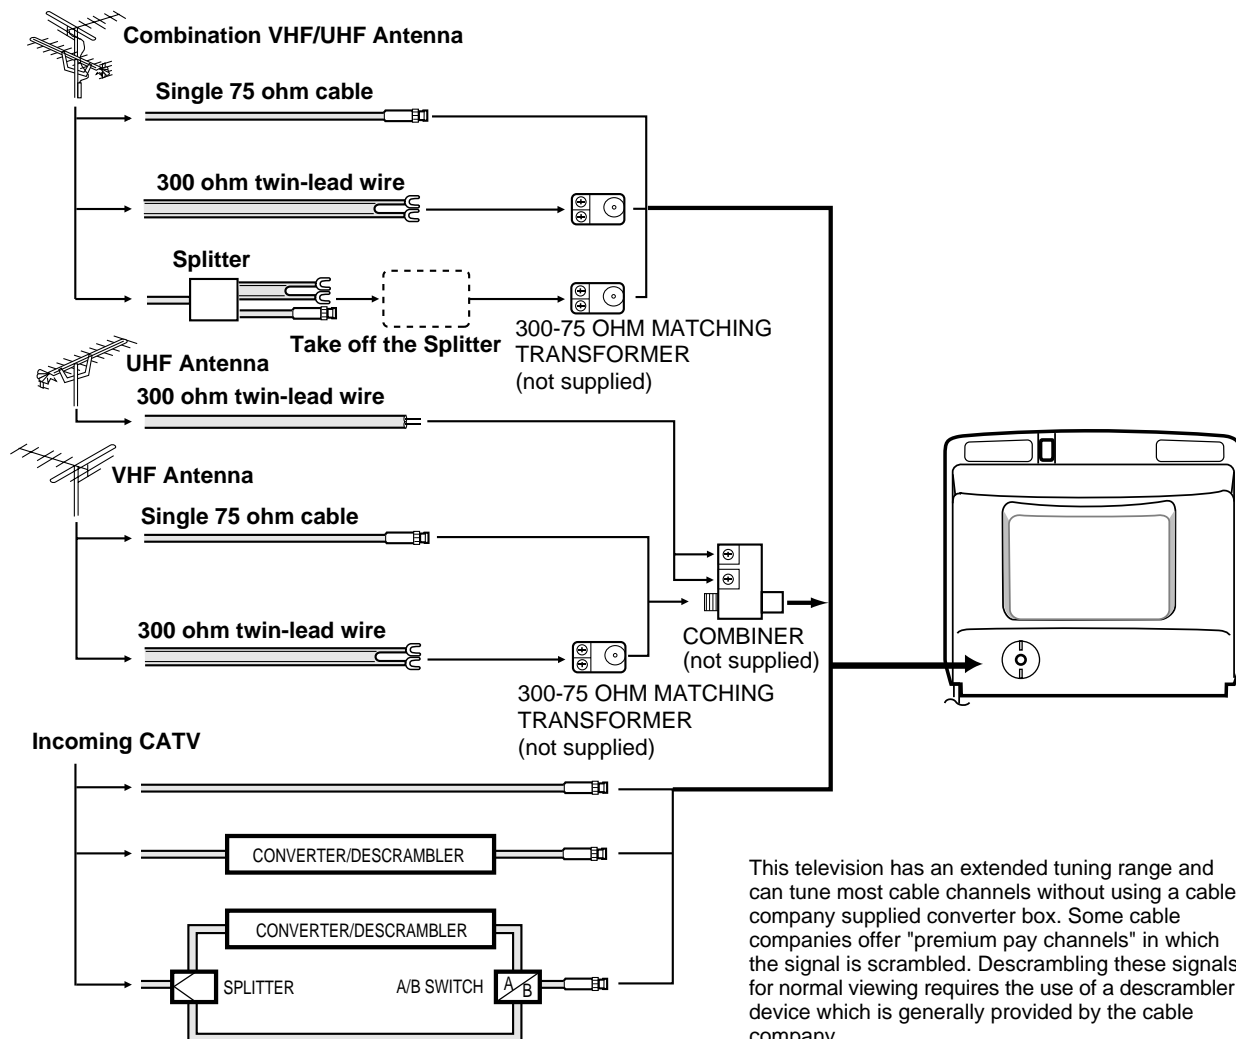 Combination VHF/UHF Antenna
Single 75 ohm cable
300 ohm twin-lead wire
Splitter
Take off the Splitter
300-75 OHM MATCHING
TRANSFORMER
(not supplied)
UHF Antenna
300 ohm twin-lead wire
VHF Antenna
Single 75 ohm cable
300 ohm twin-lead wire
COMBINER
(not supplied)
300-75 OHM MATCHING
TRANSFORMER
(not supplied)
Incoming CATV
CONVERTER/DESCRAMBLER
CONVERTER/DESCRAMBLER
SPLITTER
A/B SWITCH
A
B
This television has an extended tuning range and
can tune most cable channels without using a cable
company supplied converter box. Some cable
companies offer "premium pay channels" in which
the signal is scrambled. Descrambling these signals
for normal viewing requires the use of a descrambler
device which is generally provided by the cable
company